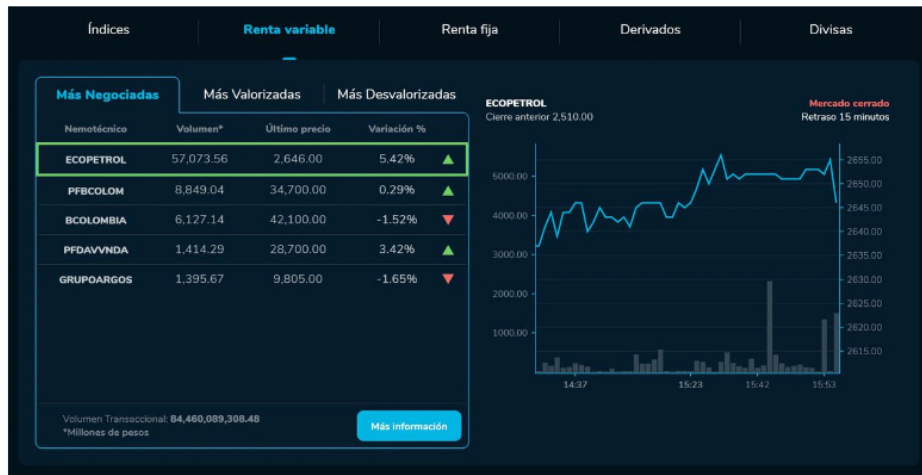 Índices Renta variable Renta fija Derivados Divisas
Más Negociadas Más Valorizadas Más Desvalorizadas
Nemotécnico Volumen* Último precio Variación %
ECOPETROL 57,073.56 2,646.00 5.42%
PFBCOLOM 8,849.04 34,700.00 0.29%
BCOLOMBIA 6,127.14 42,100.00 -1.52%
PFDAVVNDA 1,414.29 28,700.00 3.42%
GRUPOARGOS 1,395.67 9,805.00 -1.65%
Volumen Transaccional: 84,460,089,308.48
*Millones de pesos
Más información
ECOPETROL Mercado cerrado
Cierre anterior 2,510.00 Retraso 15 minutos
5000.00
4000.00
3000.00
2000.00
1000.00
2655.00
2650.00
2645.00
2640.00
2635.00
2630.00
2625.00
2620.00
2615.00
14:37 15:23 15:42 15:53